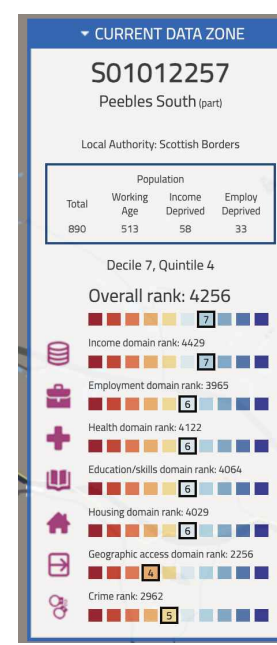 CURRENT DATA ZONE
S01012257
Peebles South (part)
Local Authority: Scottish Borders
Population
Total Working Age Income Deprived Employ Deprived
890 513 58 33
Decile 7, Quintile 4
Overall rank: 4256
7
Income domain rank: 4429
7
Employment domain rank: 3965
6
Health domain rank: 4122
6
Education/skills domain rank: 4064
6
Housing domain rank: 4029
6
Geographic access domain rank: 2256
4
Crime rank: 2962
5